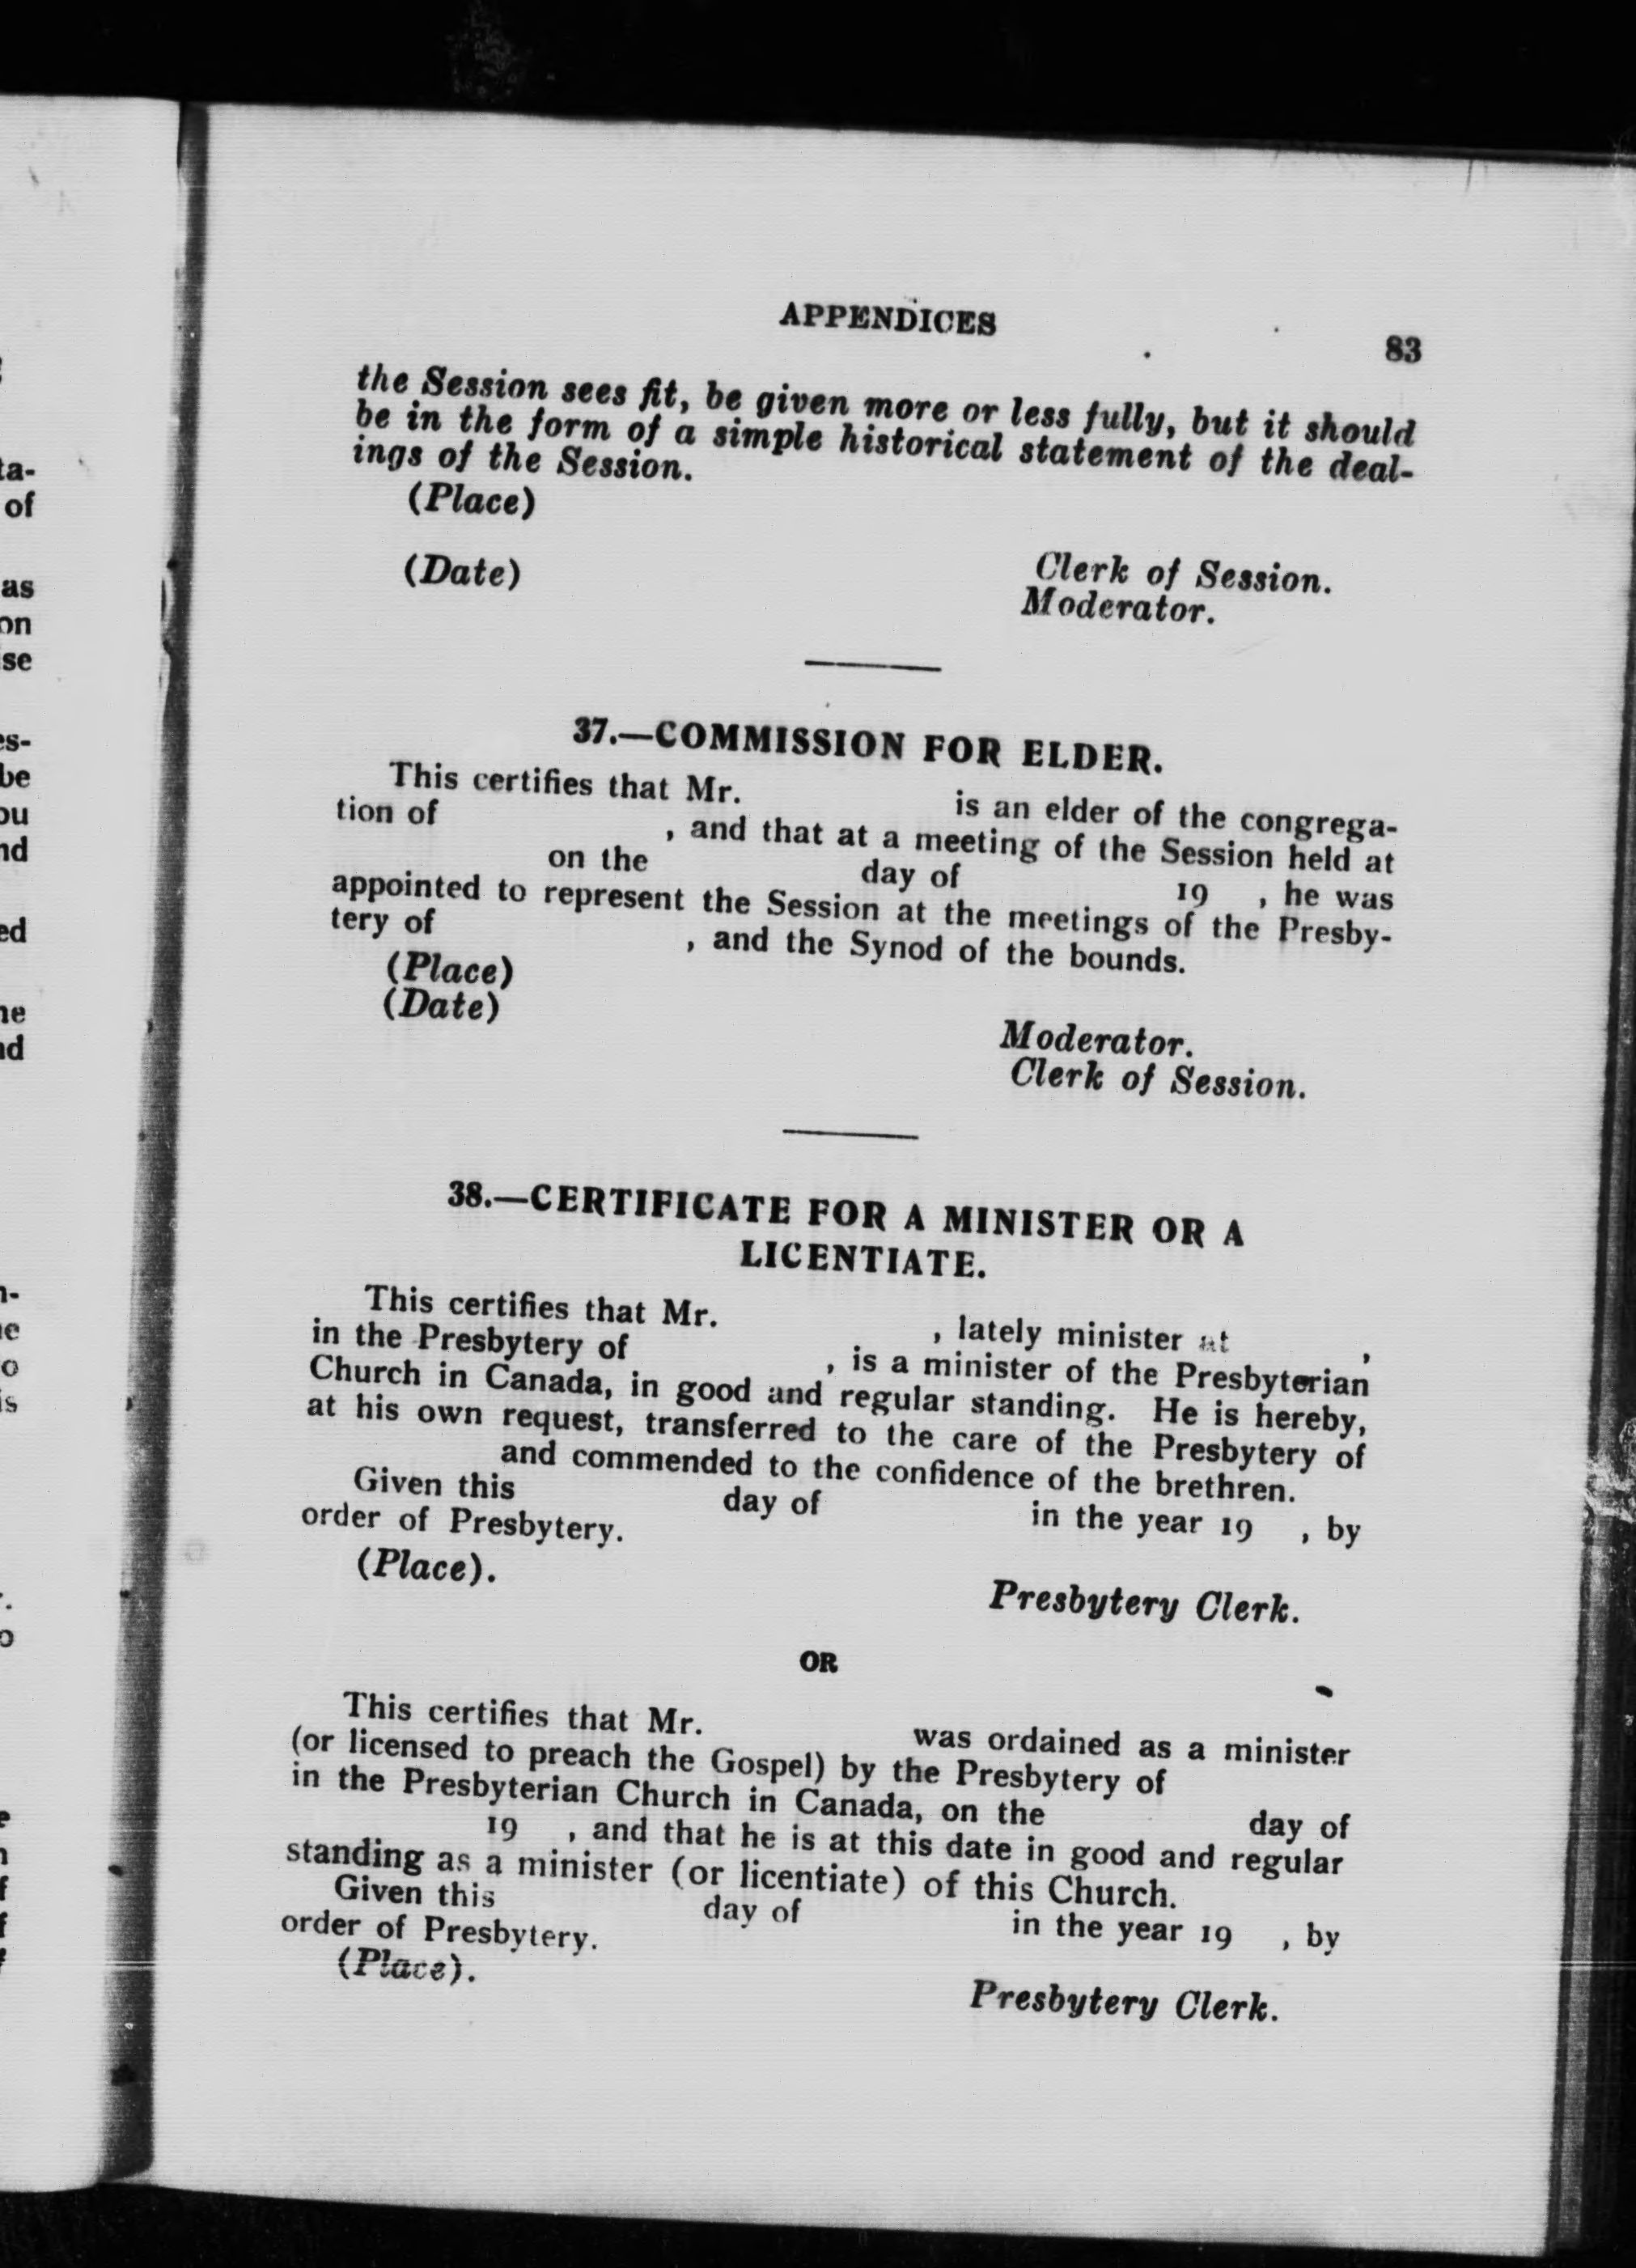 APPENDICES
83
the Session sees fit, be given more or less fully, but it should
be in the form of a simple historical statement of the deal-
ings of the Session.
(Place)
(Date)
Clerk of Session.
Moderator.
37.—COMMISSION FOR ELDER.
This certifies that Mr. is an elder of the congrega-
tion of , and that at a meeting of the Session held at
on the day of 19 , he was
appointed to represent the Session at the meetings of the Presby-
tery of , and the Synod of the bounds.
(Place)
(Date)
Moderator.
Clerk of Session.
38.—CERTIFICATE FOR A MINISTER OR A
LICENTIATE.
This certifies that Mr. , lately minister at ,
in the Presbytery of , is a minister of the Presbyterian
Church in Canada, in good and regular standing. He is hereby,
at his own request, transferred to the care of the Presbytery of
and commended to the confidence of the brethren.
Given this day of in the year 19 , by
order of Presbytery.
(Place).
Presbytery Clerk.
OR
This certifies that Mr. was ordained as a minister
(or licensed to preach the Gospel) by the Presbytery of
in the Presbyterian Church in Canada, on the day of
19 , and that he is at this date in good and regular
standing as a minister (or licentiate) of this Church.
Given this day of in the year 19 , by
order of Presbytery.
(Place).
Presbytery Clerk.